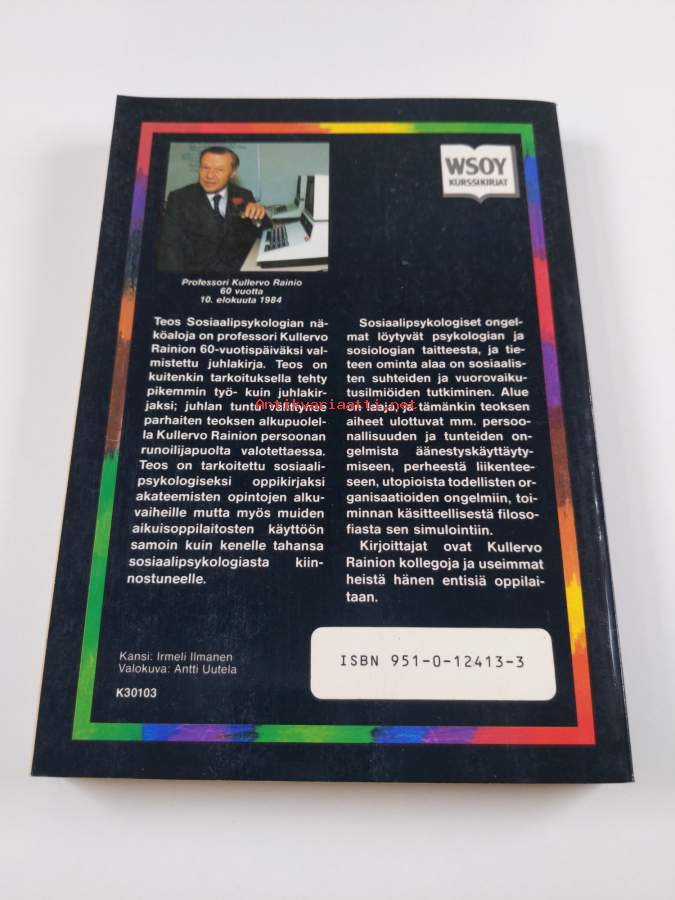 WSOY
KURSSIKIRJAT
Professori Kullervo Rainio
60 vuotta
10. elokuuta 1984
Teos Sosiaalipsykologian nä-
köaloja on professori Kullervo
Rainion 60-vuotispäiväksi val-
mistettu juhlakirja. Teos on
kuitenkin tarkoituksella tehty
pikemmin työ- kuin juhlakir-
jaksi; juhlan tuntu välittynee
parhaiten teoksen alkupuolel-
la Kullervo Rainion persoonan
runoilijapuolta valotettaessa.
Teos on tarkoitettu sosiaali-
psykologiseksi oppikirjaksi
akateemisten opintojen alku-
vaiheille mutta myös muiden
aikuisoppilaitosten käyttöön
samoin kuin kenelle tahansa
sosiaalipsykologiasta kiin-
nostuneelle.
Sosiaalipsykologiset ongel-
mat löytyvät psykologian ja
sosiologian taitteesta, ja tie-
teen ominta alaa on sosiaalis-
ten suhteiden ja vuorovaiku-
tusilmiöiden tutkiminen. Alue
on laaja, ja tämänkin teoksen
aiheet ulottuvat mm. persoo-
nallisuuden ja tunteiden on-
gelmista äänestyskäyttäyty-
miseen, perheestä liikentee-
seen, utopioista todellisten or-
ganisaatioiden ongelmiin, toi-
minnan käsitteellisestä filoso-
fiasta sen simulointiin.
Kirjoittajat ovat Kullervo
Rainion kollegoja ja useimmat
heistä hänen entisiä oppilai-
taan.
Antikvariaatti.net
Kansi: Irmeli Ilmanen
Valokuva: Antti Uutela
K30103
ISBN 951-0-12413-3